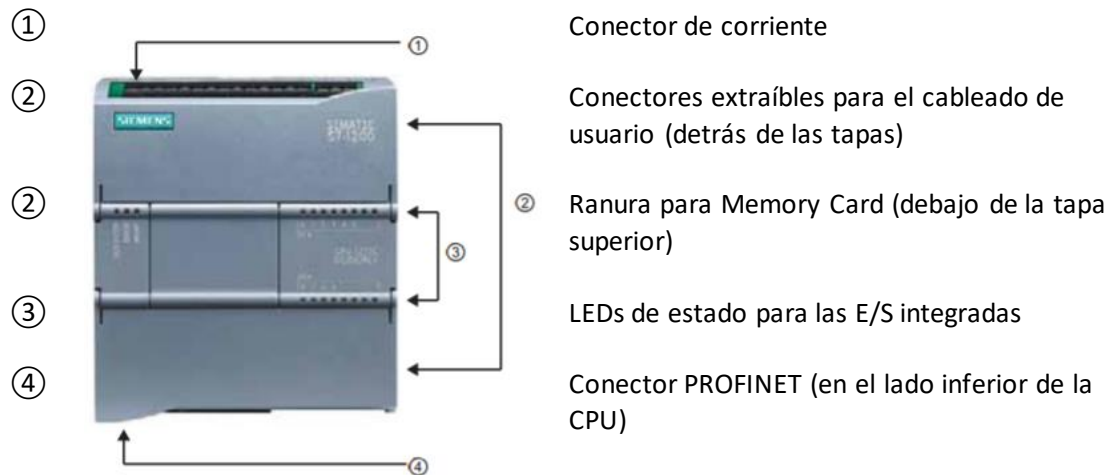 ① Conector de corriente
①
② Conectores extraíbles para el cableado de
usuario (detrás de las tapas)
SIEMENS
SIMATIC
S7-1200
② Ranura para Memory Card (debajo de la tapa
superior)
②
③
③ LEDs de estado para las E/S integradas
④ Conector PROFINET (en el lado inferior de la
CPU)
④